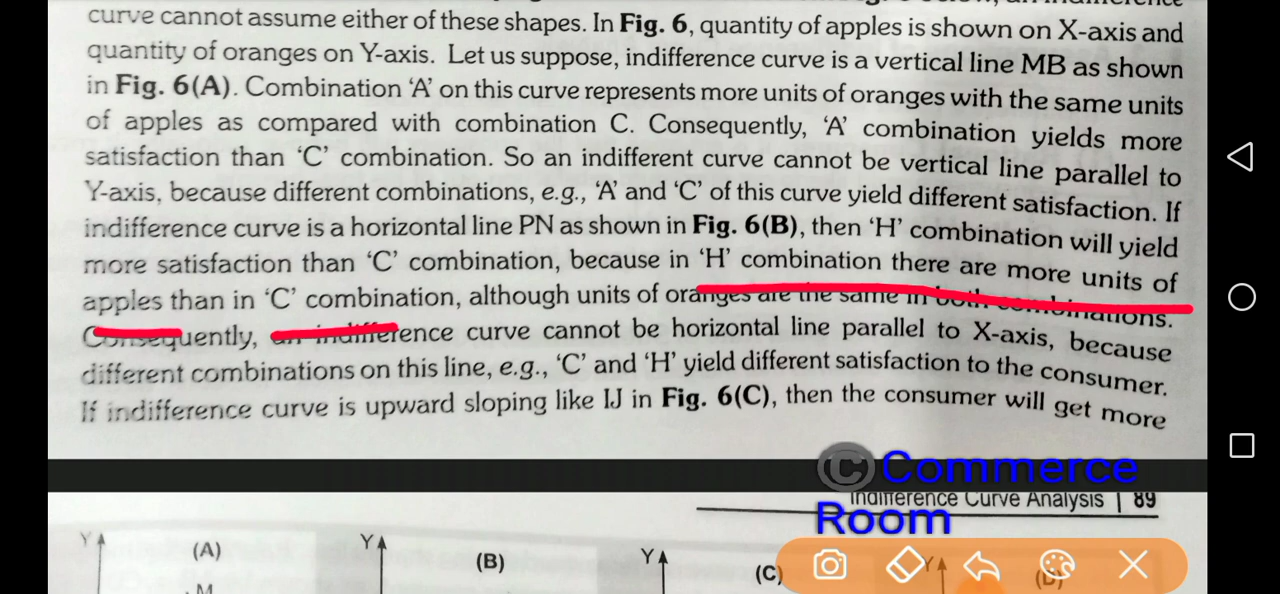 curve cannot assume either of these shapes. In Fig. 6, quantity of apples is shown on X-axis and
quantity of oranges on Y-axis. Let us suppose, indifference curve is a vertical line MB as shown
in Fig. 6(A). Combination ‘A’ on this curve represents more units of oranges with the same units
of apples as compared with combination C. Consequently, ‘A’ combination yields more
satisfaction than ‘C’ combination. So an indifferent curve cannot be vertical line parallel to
Y-axis, because different combinations, e.g., ‘A’ and ‘C’ of this curve yield different satisfaction. If
indifference curve is a horizontal line PN as shown in Fig. 6(B), then ‘H’ combination will yield
more satisfaction than ‘C’ combination, because in ‘H’ combination there are more units of
apples than in ‘C’ combination, although units of oranges are the same in both combinations.
Consequently, an indifference curve cannot be horizontal line parallel to X-axis, because
different combinations on this line, e.g., ‘C’ and ‘H’ yield different satisfaction to the consumer.
If indifference curve is upward sloping like IJ in Fig. 6(C), then the consumer will get more
© Commerce
Room
Indifference Curve Analysis | 89
Y (A) Y (B) Y (C) Y (D)
M